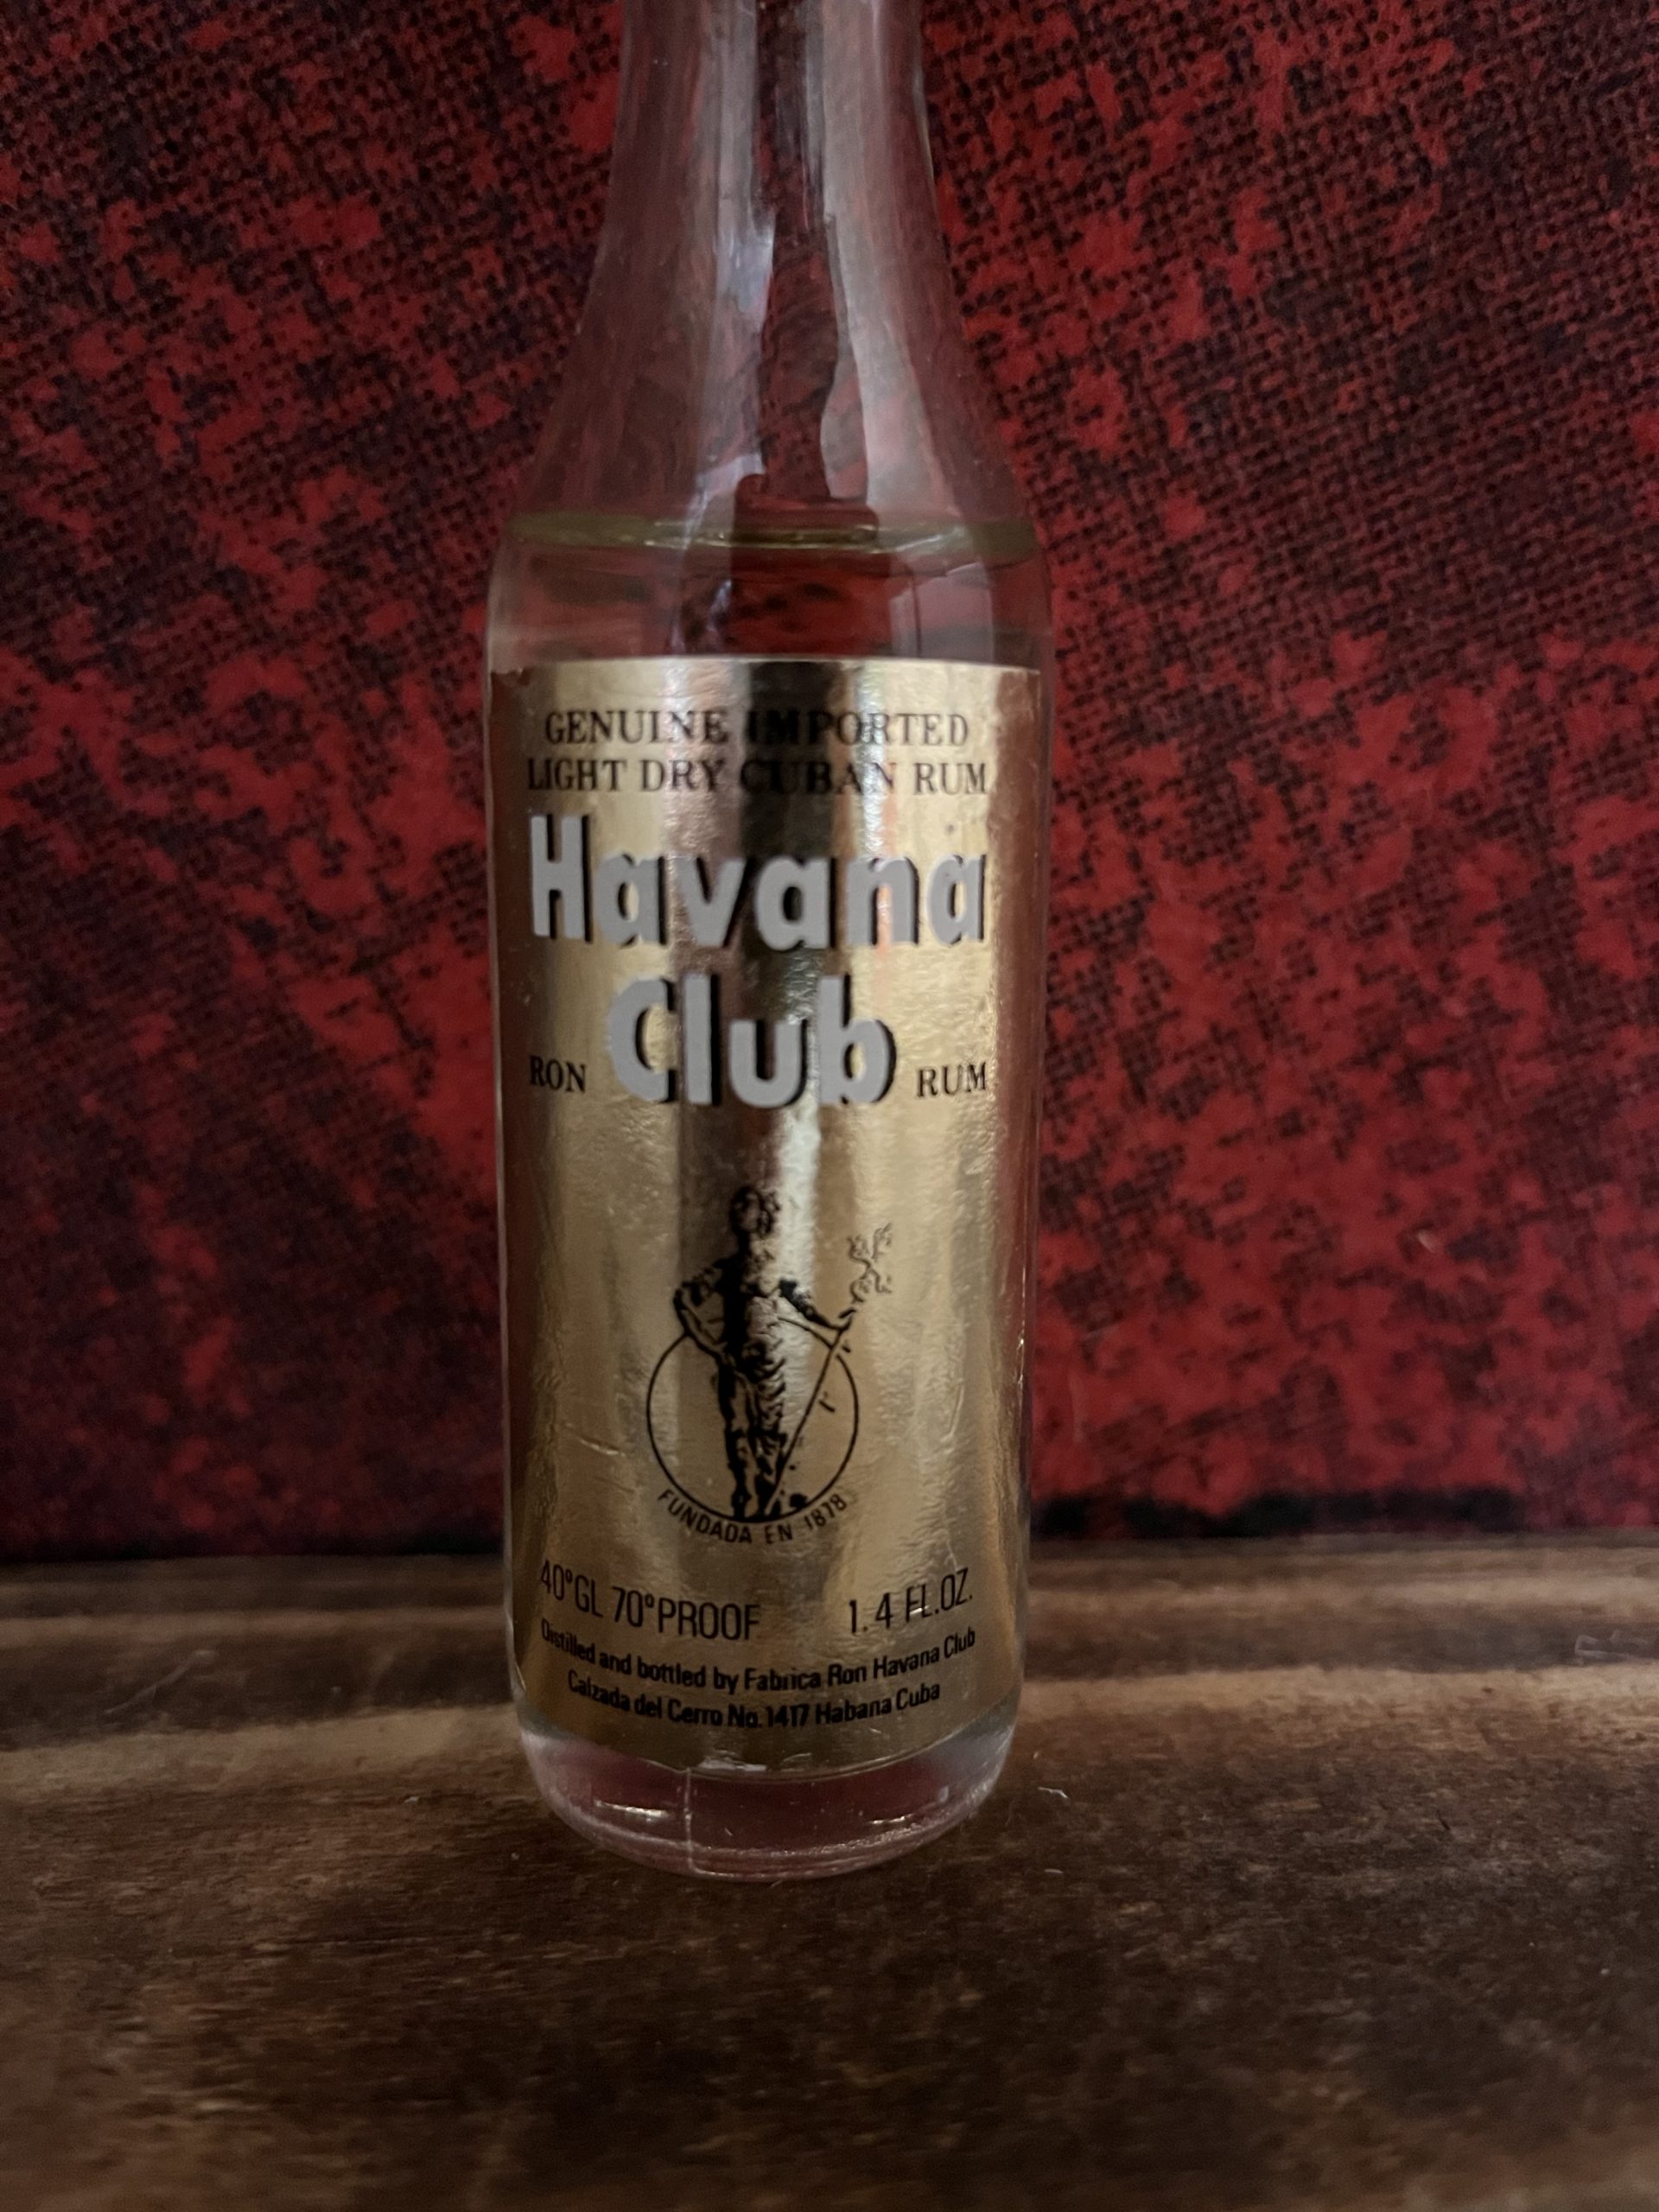 GENUINE IMPORTED
LIGHT DRY CUBAN RUM
Havana
Club
RON RUM
FUNDADA EN 1878
40°GL 70°PROOF 1.4 FL.OZ.
Distilled and bottled by Fabrica Ron Havana Club
Calzada del Cerro No.1417 Habana Cuba